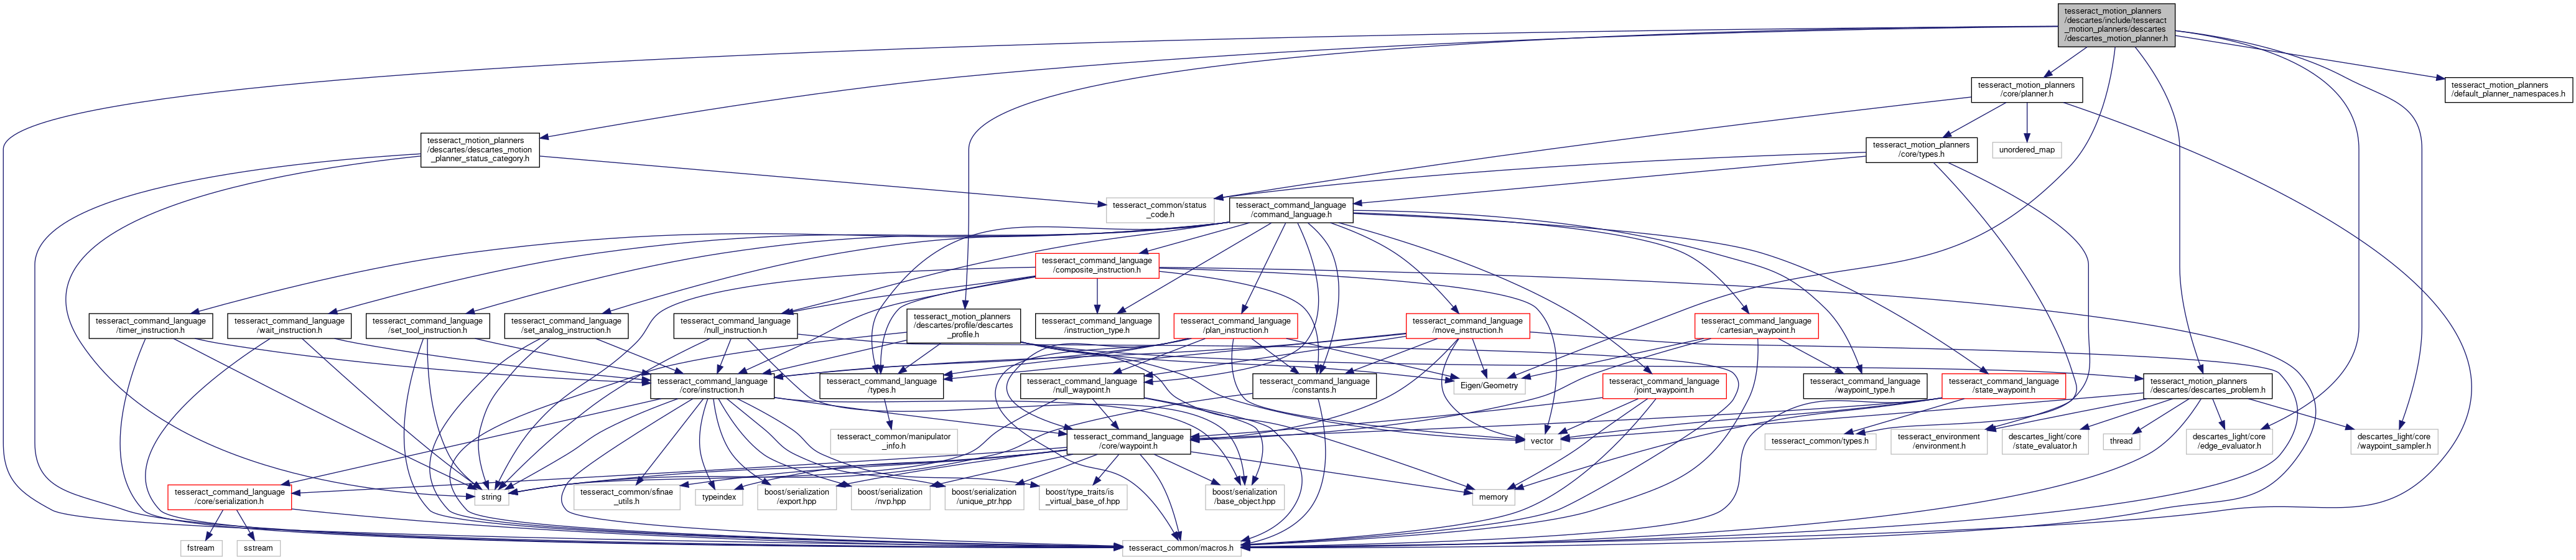 tesseract_motion_planners
/descartes/include/tesseract
_motion_planners/descartes
/descartes_motion_planner.h
tesseract_motion_planners
/core/planner.h
tesseract_motion_planners
/default_planner_namespaces.h
tesseract_motion_planners
/descartes/descartes_motion
_planner_status_category.h
tesseract_motion_planners
/core/types.h
unordered_map
tesseract_common/status
_code.h
tesseract_command_language
/command_language.h
tesseract_command_language
/composite_instruction.h
tesseract_command_language
/timer_instruction.h
tesseract_command_language
/wait_instruction.h
tesseract_command_language
/set_tool_instruction.h
tesseract_command_language
/set_analog_instruction.h
tesseract_command_language
/null_instruction.h
tesseract_motion_planners
/descartes/profile/descartes
_profile.h
tesseract_command_language
/instruction_type.h
tesseract_command_language
/plan_instruction.h
tesseract_command_language
/move_instruction.h
tesseract_command_language
/cartesian_waypoint.h
tesseract_command_language
/core/instruction.h
tesseract_command_language
/types.h
tesseract_command_language
/null_waypoint.h
tesseract_command_language
/constants.h
Eigen/Geometry
tesseract_command_language
/joint_waypoint.h
tesseract_command_language
/waypoint_type.h
tesseract_command_language
/state_waypoint.h
tesseract_motion_planners
/descartes/descartes_problem.h
tesseract_common/manipulator
_info.h
tesseract_command_language
/core/waypoint.h
vector
tesseract_common/types.h
tesseract_environment
/environment.h
descartes_light/core
/state_evaluator.h
thread
descartes_light/core
/edge_evaluator.h
descartes_light/core
/waypoint_sampler.h
tesseract_command_language
/core/serialization.h
string
tesseract_common/sfinae
_utils.h
typeindex
boost/serialization
/export.hpp
boost/serialization
/nvp.hpp
boost/serialization
/unique_ptr.hpp
boost/type_traits/is
_virtual_base_of.hpp
boost/serialization
/base_object.hpp
memory
fstream
sstream
tesseract_common/macros.h